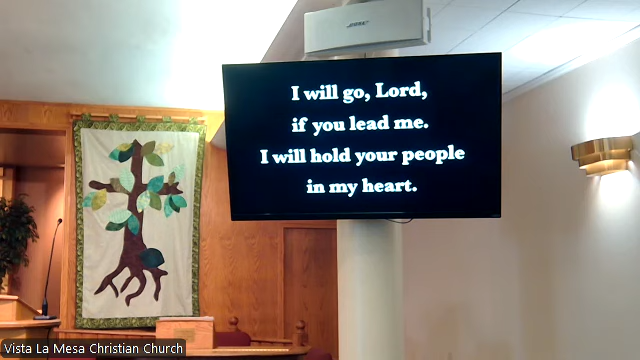 BOSE
I will go, Lord,
if you lead me.
I will hold your people
in my heart.
Vista La Mesa Christian Church